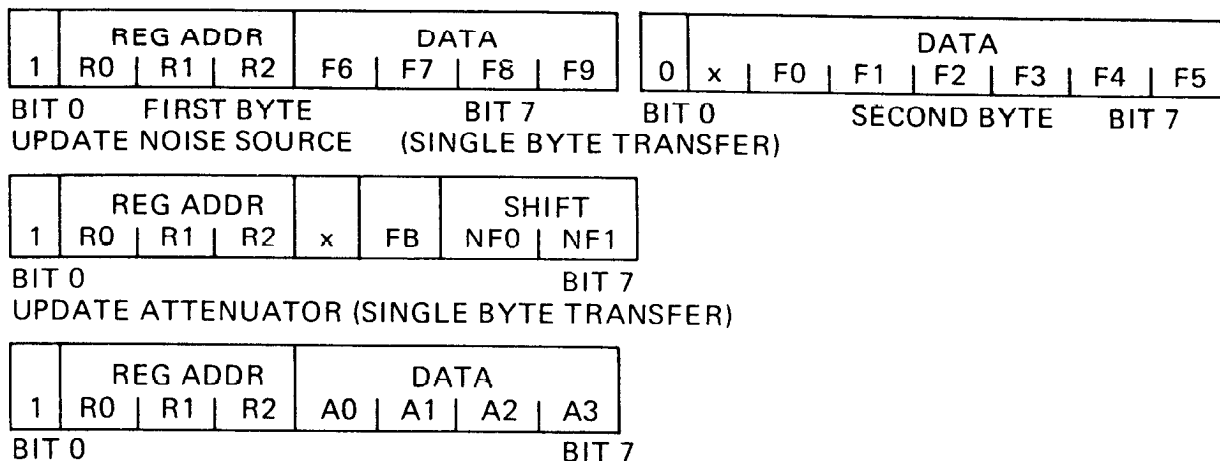 REG ADDR DATA DATA
1 R0 R1 R2 F6 F7 F8 F9 0 x F0 F1 F2 F3 F4 F5
BIT 0 FIRST BYTE BIT 7 BIT 0 SECOND BYTE BIT 7
UPDATE NOISE SOURCE (SINGLE BYTE TRANSFER)
REG ADDR SHIFT
1 R0 R1 R2 x FB NF0 NF1
BIT 0 BIT 7
UPDATE ATTENUATOR (SINGLE BYTE TRANSFER)
REG ADDR DATA
1 R0 R1 R2 A0 A1 A2 A3
BIT 0 BIT 7